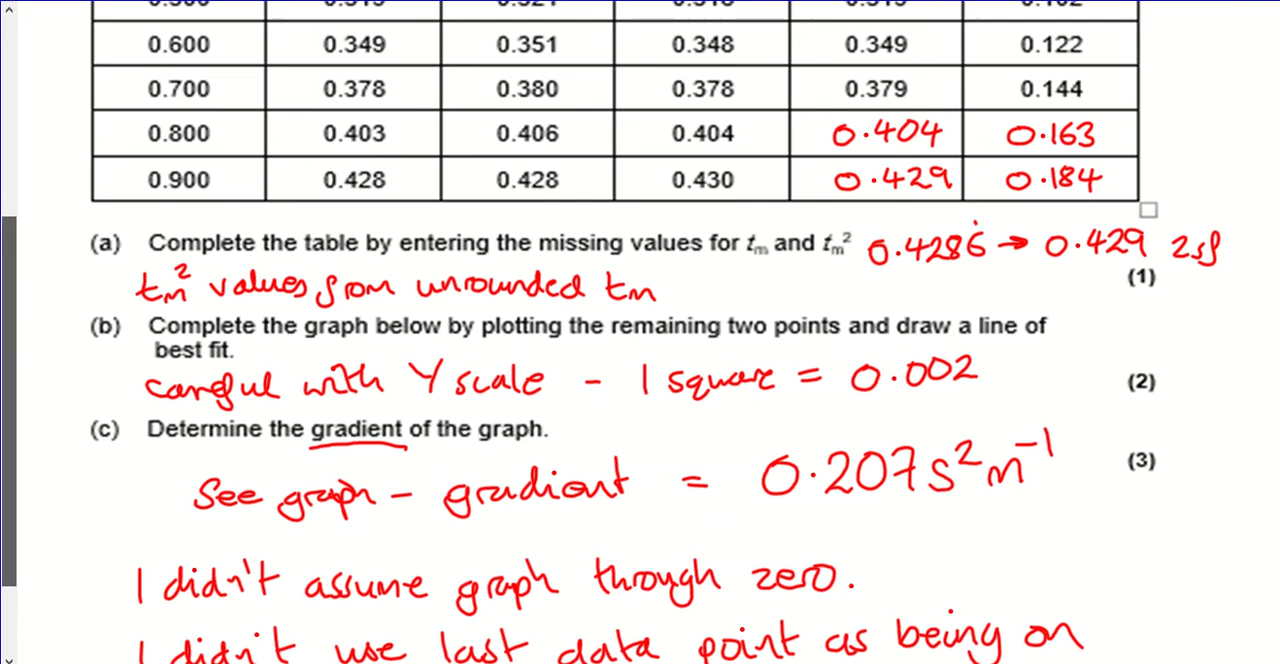 0.600 0.349 0.351 0.348 0.349 0.122
0.700 0.378 0.380 0.378 0.379 0.144
0.800 0.403 0.406 0.404 0.404 0.163
0.900 0.428 0.428 0.430 0.429 0.184
(a) Complete the table by entering the missing values for tm and tm² 0.4286̇ → 0.429 2sf
(1)
tm² values from unrounded tm
(b) Complete the graph below by plotting the remaining two points and draw a line of
best fit.
careful with Y scale - 1 square = 0.002
(2)
(c) Determine the gradient of the graph.
(3)
See graph - gradient = 0.207 s² m⁻¹
I didn't assume graph through zero.
I didn't use last data point as being on